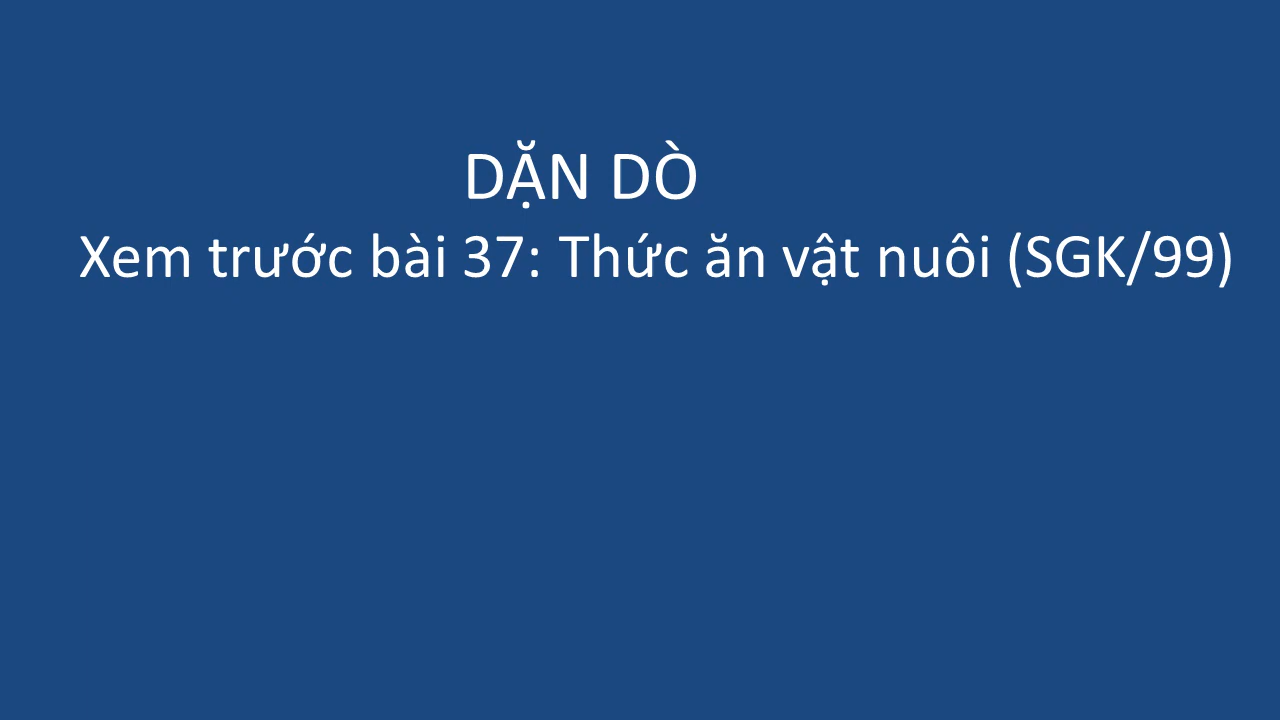 DẶN DÒ
Xem trước bài 37: Thức ăn vật nuôi (SGK/99)